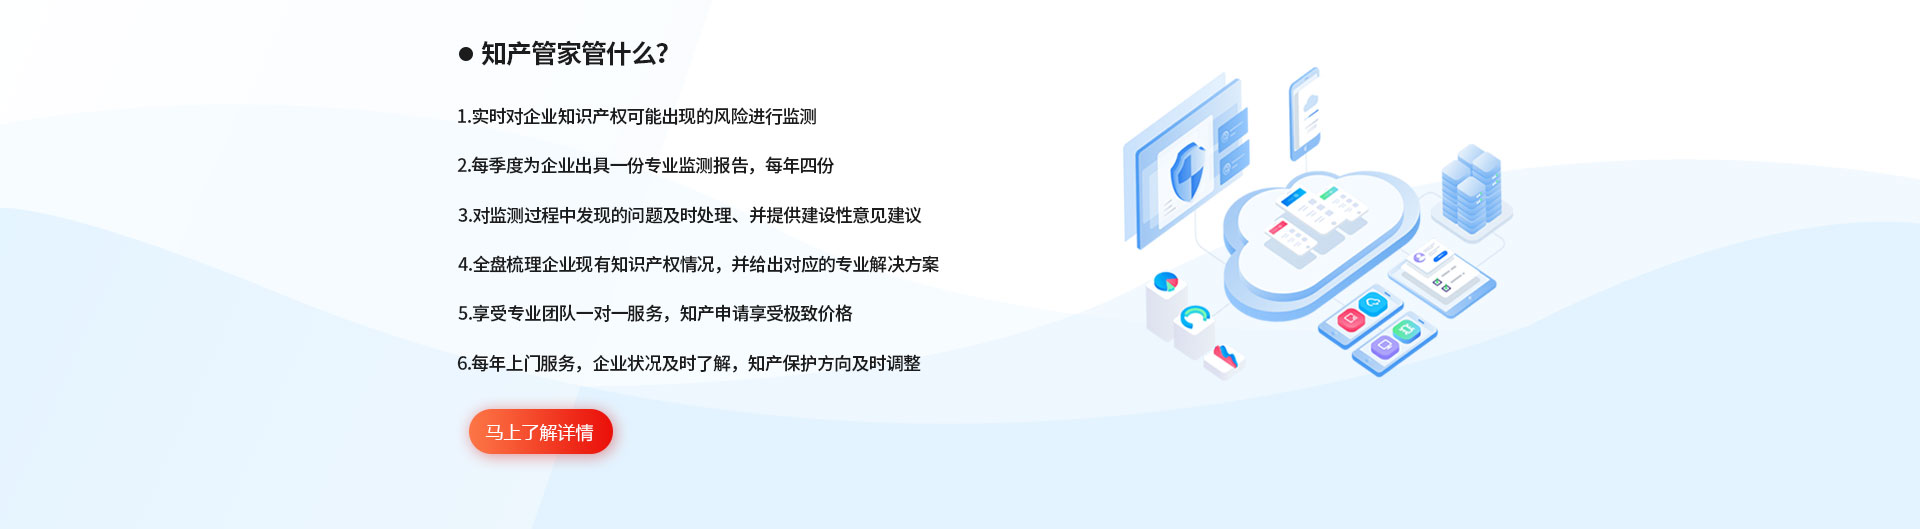 ● 知产管家管什么？
1.实时对企业知识产权可能出现的风险进行监测
2.每季度为企业出具一份专业监测报告，每年四份
3.对监测过程中发现的问题及时处理、并提供建设性意见建议
4.全盘梳理企业现有知识产权情况，并给出对应的专业解决方案
5.享受专业团队一对一服务，知产申请享受极致价格
6.每年上门服务，企业状况及时了解，知产保护方向及时调整
马上了解详情